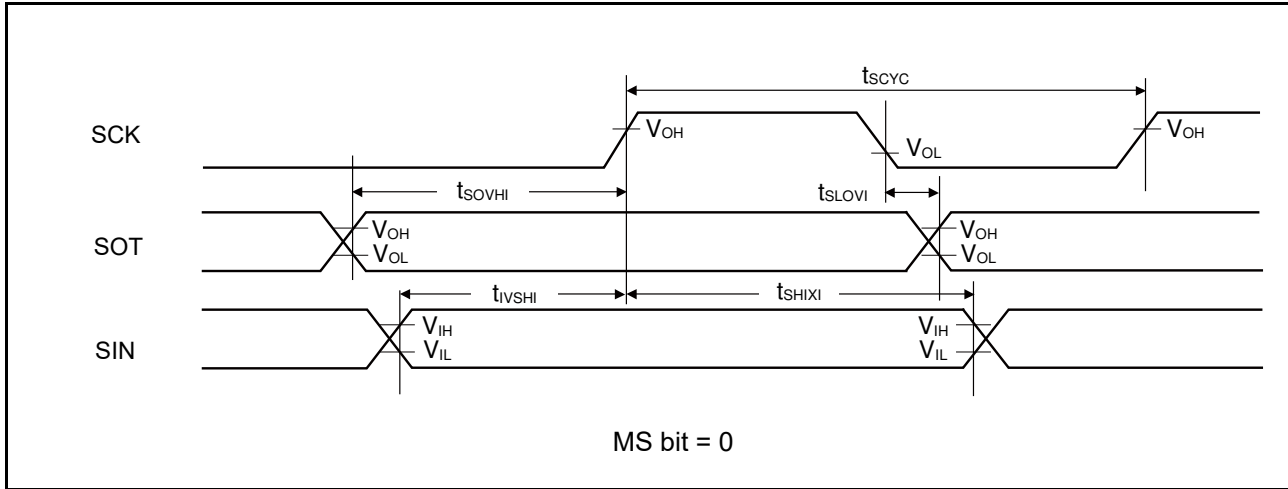 tSCYC
SCK
VOH
VOL
VOH
tSOVHI
tSLOVI
SOT
VOH
VOL
VOH
VOL
tIVSHI
tSHIXI
SIN
VIH
VIL
VIH
VIL
MS bit = 0